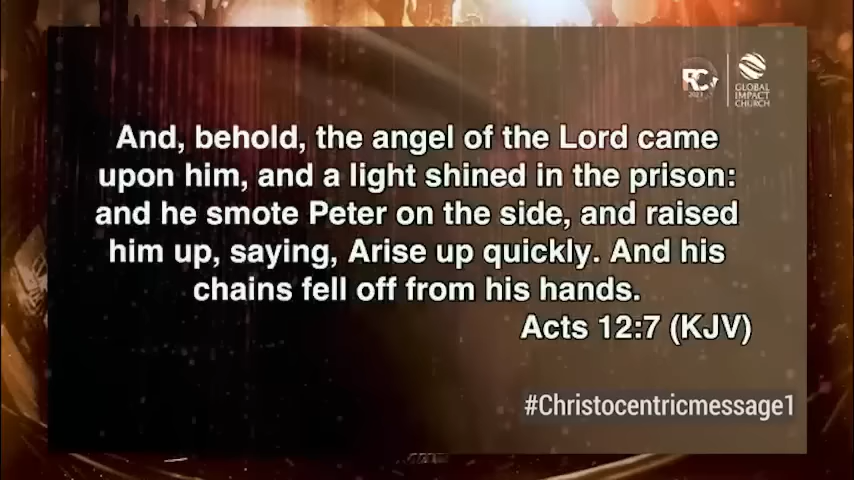 RC
2023
GLOBAL
IMPACT
CHURCH
And, behold, the angel of the Lord came
upon him, and a light shined in the prison:
and he smote Peter on the side, and raised
him up, saying, Arise up quickly. And his
chains fell off from his hands.
Acts 12:7 (KJV)
#Christocentricmessage1